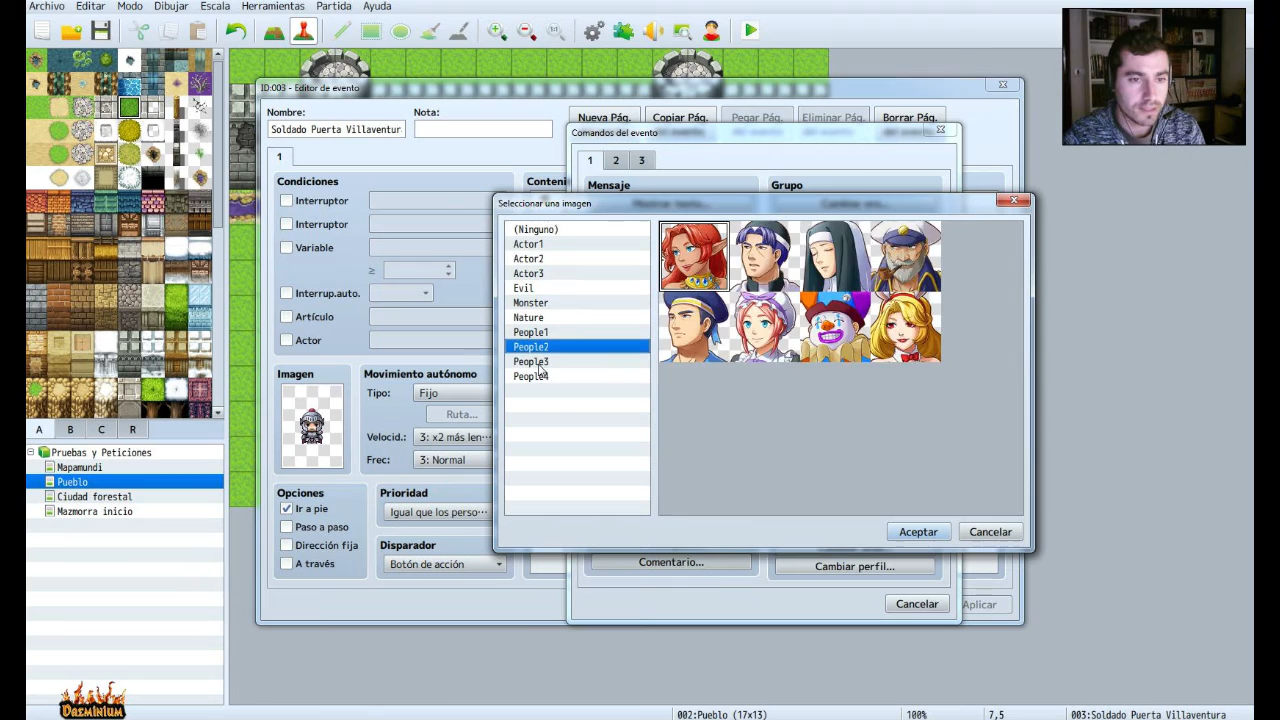 Archivo Editar Modo Dibujar Escala Herramientas Partida Ayuda
ID:003 - Editor de evento
Nombre: Nota:
Soldado Puerta Villaventur
Nueva Pág. Copiar Pág. Pegar Pág. Eliminar Pág. Borrar Pág.
Comandos del evento
1
1 2 3
Condiciones
Conteni
Mensaje Grupo
Interruptor
Interruptor
Variable
≥
Interrup.auto.
Artículo
Actor
Seleccionar una imagen
(Ninguno)
Actor1
Actor2
Actor3
Evil
Monster
Nature
People1
People2
People3
People4
Aceptar Cancelar
Imagen
Movimiento autónomo
Tipo: Fijo
Ruta...
Velocid.: 3: x2 más len...
Frec: 3: Normal
Opciones
Ir a pie
Paso a paso
Dirección fija
A través
Prioridad
Igual que los perso...
Disparador
Botón de acción
Comentario...
Cambiar perfil...
Cancelar
Aplicar
A B C R
Pruebas y Peticiones
Mapamundi
Pueblo
Ciudad forestal
Mazmorra inicio
DAEMINIUM
002:Pueblo (17x13) 100% 7,5 003:Soldado Puerta Villaventura